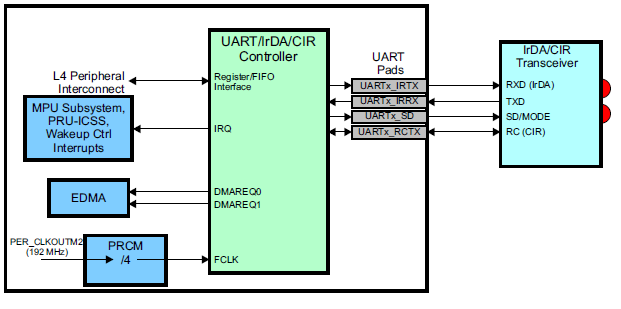 UART/IrDA/CIR
Controller
L4 Peripheral
Interconnect
Register/FIFO
Interface
MPU Subsystem,
PRU-ICSS,
Wakeup Ctrl
Interrupts
IRQ
EDMA
DMAREQ0
DMAREQ1
PER_CLKOUTM2
(192 MHz)
PRCM
/4
FCLK
UART
Pads
UARTx_IRTX
UARTx_IRRX
UARTx_SD
UARTx_RCTX
IrDA/CIR
Transceiver
RXD (IrDA)
TXD
SD/MODE
RC (CIR)